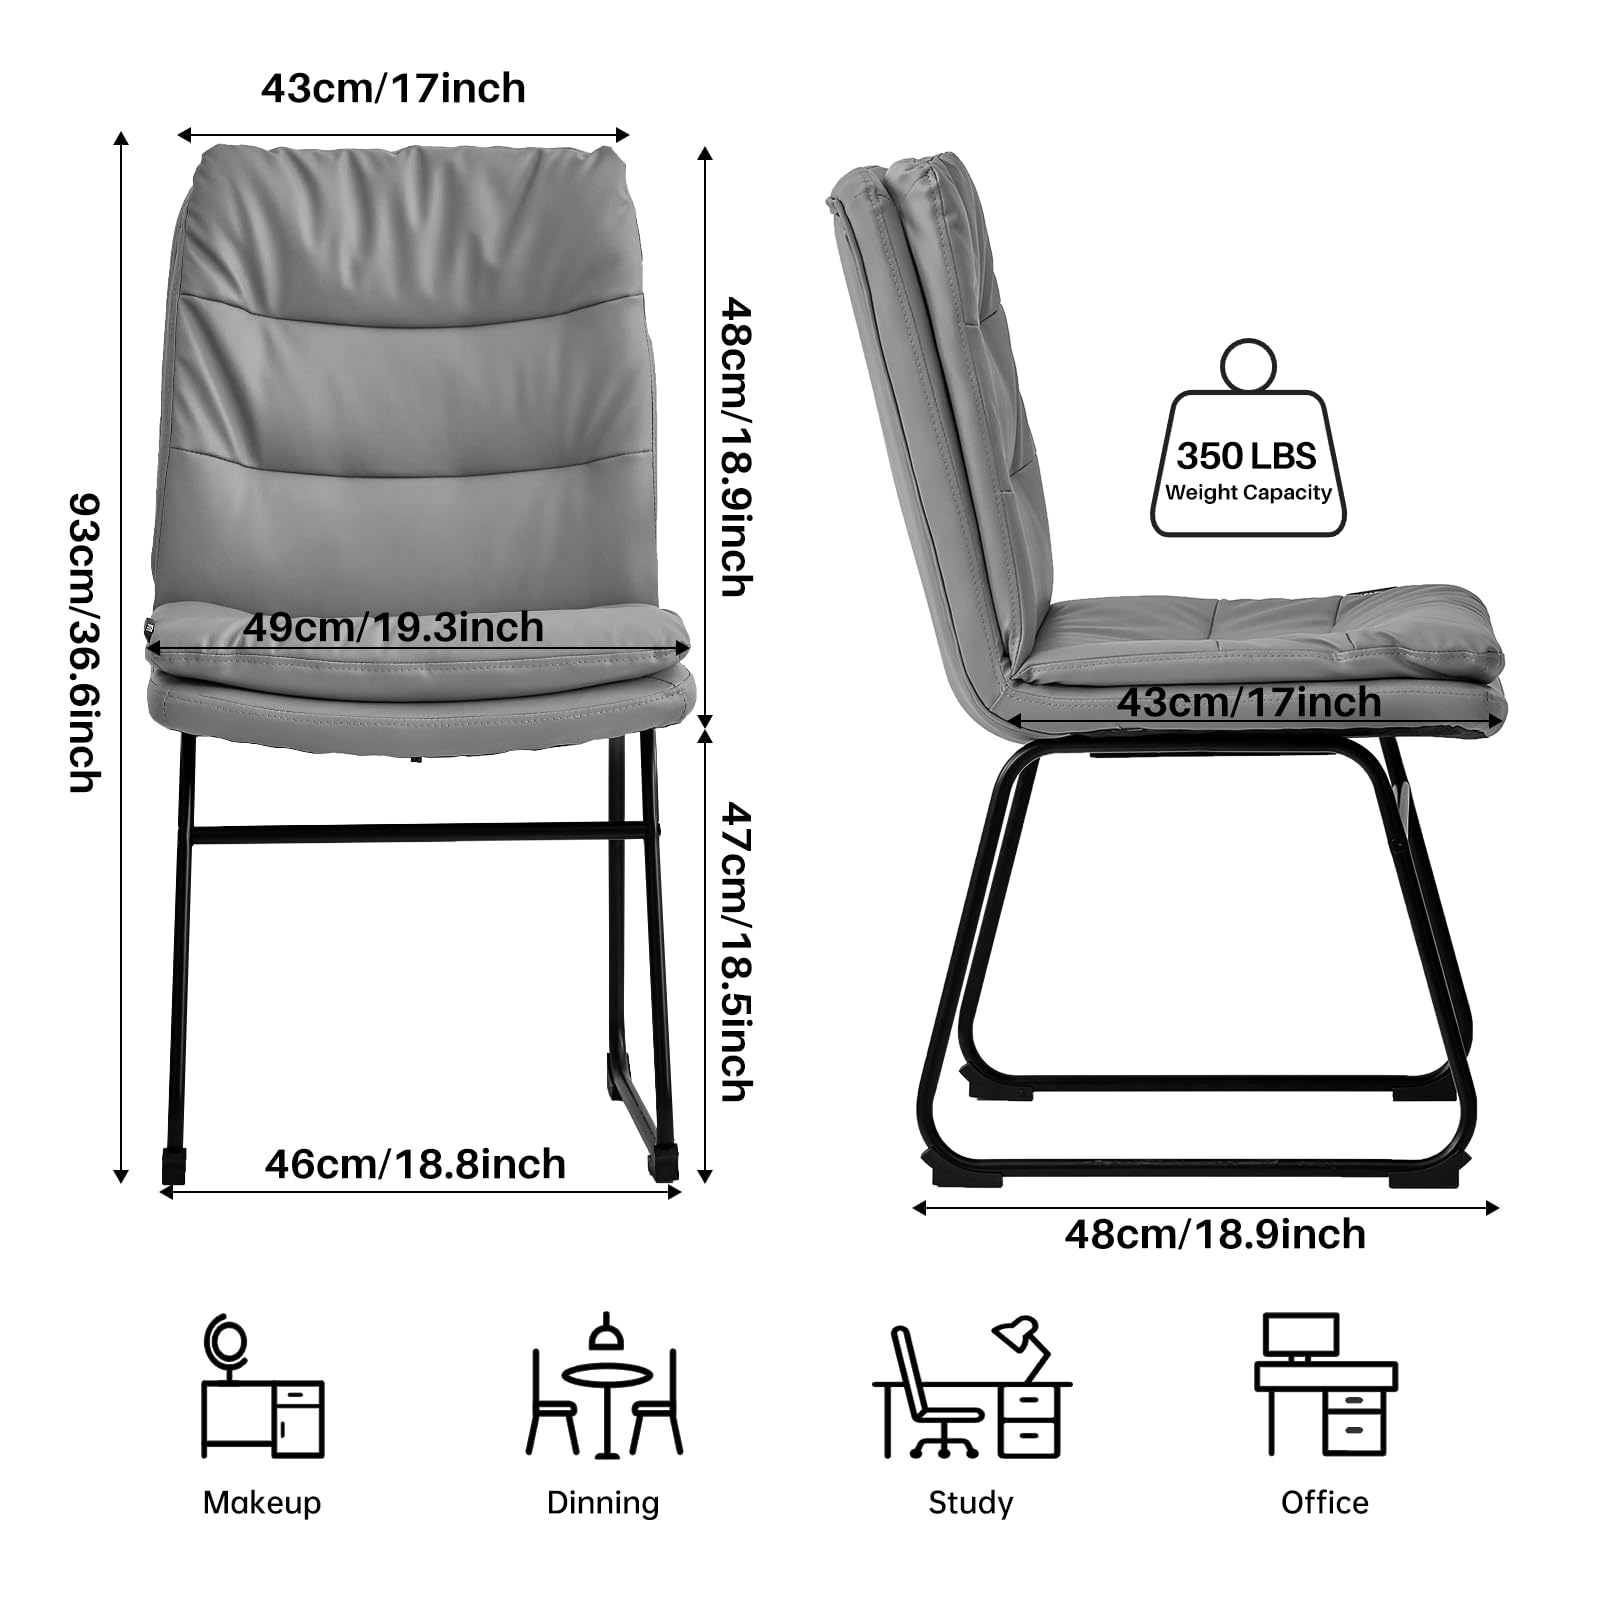 43cm/17inch
93cm/36.6inch
48cm/18.9inch
49cm/19.3inch
47cm/18.5inch
46cm/18.8inch
350 LBS
Weight Capacity
43cm/17inch
48cm/18.9inch
Makeup
Dinning
Study
Office